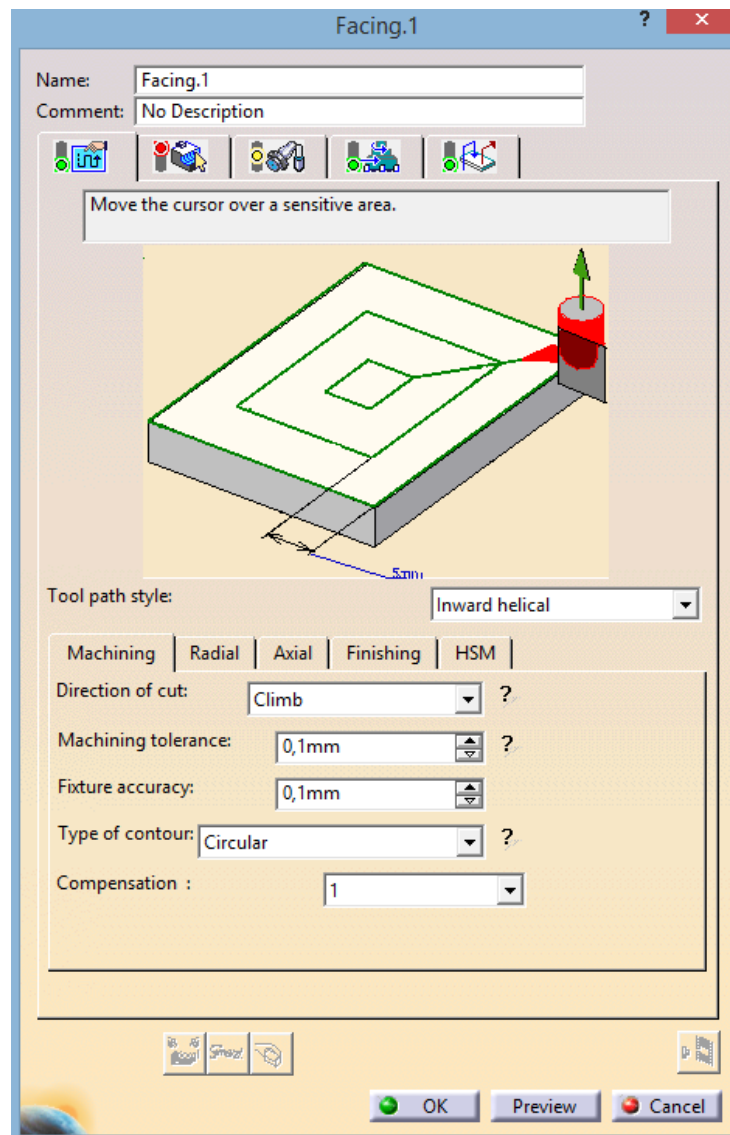 Facing.1
?
Name: Facing.1
Comment: No Description
Move the cursor over a sensitive area.
5mm
Tool path style: Inward helical
Machining Radial Axial Finishing HSM
Direction of cut: Climb ?
Machining tolerance: 0,1mm ?
Fixture accuracy: 0,1mm
Type of contour: Circular ?
Compensation : 1
OK Preview Cancel